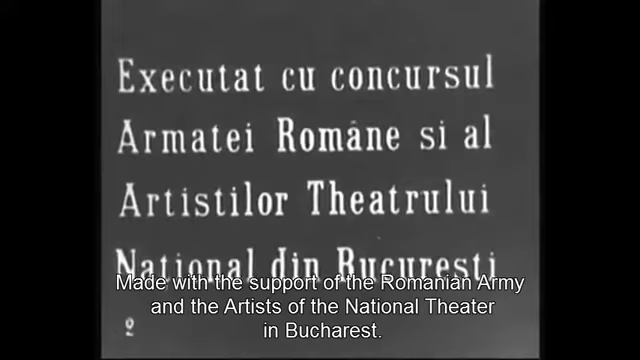 Executat cu concursul
Armatei Române si al
Artistilor Theatrului
National din Bucuresti
Made with the support of the Romanian Army
and the Artists of the National Theater
in Bucharest.
2